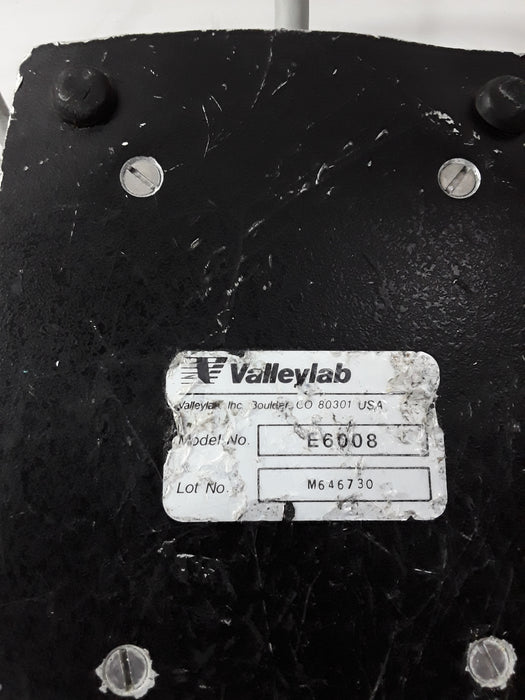 Valleylab
Valleylab, Inc. Boulder, CO 80301 USA
Model No. E6008
Lot No. M646730